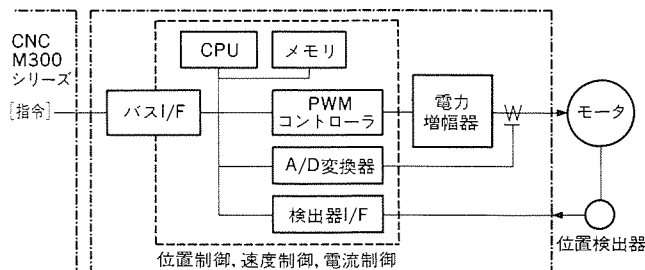 CNC
M300
シリーズ
[指令]
バスI/F
CPU
メモリ
PWM
コントローラ
電力
増幅器
モータ
A/D変換器
検出器I/F
位置検出器
位置制御,速度制御,電流制御